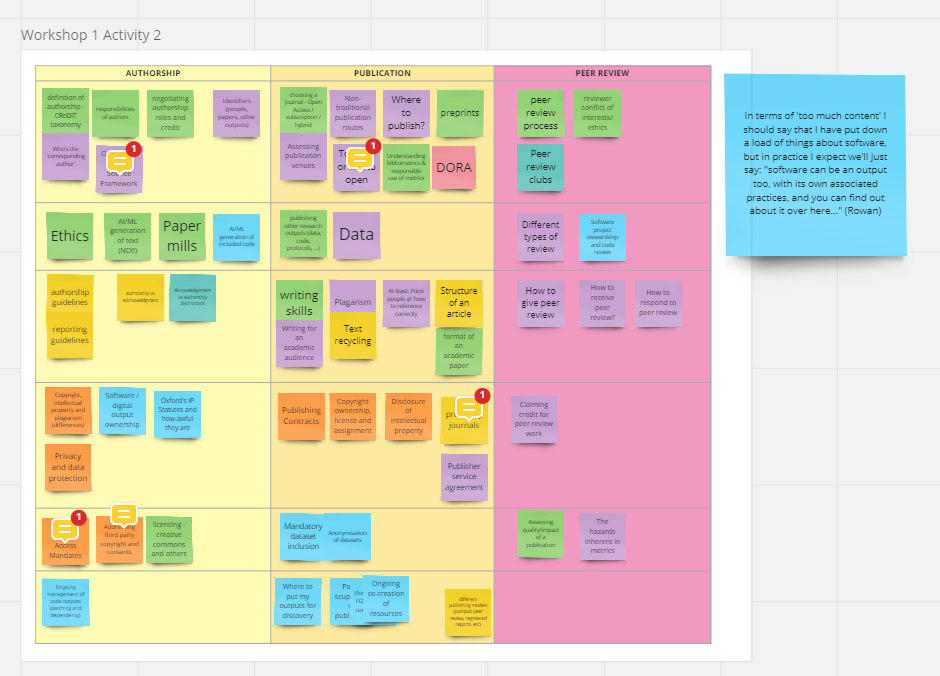 Workshop 1 Activity 2
AUTHORSHIP
PUBLICATION
PEER REVIEW
definition of
authorship -
CRediT
taxonomy
responsibilities
of authors
negotiating
authorship
roles and
credit
Identifiers
(people,
papers, other
outputs)
Who's the
'corresponding
author'
1
Science
Framework
choosing a
journal - Open
Access /
subscription /
hybrid
Non-
traditional
publication
routes
Where
to
publish?
preprints
Assessing
publication
venues
1
open
Understanding
bibliometrics &
responsible
use of metrics
DORA
peer
review
process
reviewer
conflict of
interests/
ethics
Peer
review
clubs
In terms of 'too much content' I
should say that I have put down
a load of things about software,
but in practice I expect we'll just
say: "software can be an output
too, with its own associated
practices, and you can find out
about it over here..." (Rowan)
Ethics
AI/ML
generation
of text
(NOS)
Paper
mills
AI/ML
generation of
included code
publishing
other research
outputs (data,
code,
protocols, ...)
Data
Different
types of
review
Software
project
stewardship
and code
review
authorship
guidelines
reporting
guidelines
authorship vs
acknowledgment
Acknowledgement
vs authorship
distinctions
writing
skills
Writing for
an
academic
audience
Plagarism
Text
recycling
At least: Point
people at 'how
to reference
correctly
Structure
of an
article
format of
an
academic
paper
How to
give peer
review
How to
receive
peer
review?
How to
respond to
peer review
Copyright,
intellectual
property and
plagiarism
(differences)
Software /
digital
output
ownership
Oxford's IP
Statutes and
how awful
they are
Privacy
and data
protection
Publishing
Contracts
Copyright
ownership,
licence and
assignment
Disclosure
of
intellectual
property
1
journals
Publisher
service
agreement
Claiming
credit for
peer review
work
1
Access
Mandates
third party
copyright and
consents
licensing -
creative
commons
and others
Mandatory
dataset
inclusion
Anonymisation
of datasets
Assessing
quality/impact
of a
publication
The
hazards
inherent in
metrics
Ongoing
management of
code outputs
(patching and
dependency)
Where to
put my
outputs for
discovery
Ongoing
co-creation
of
resources
different
publishing models
(postpub peer
review, registered
reports, etc)